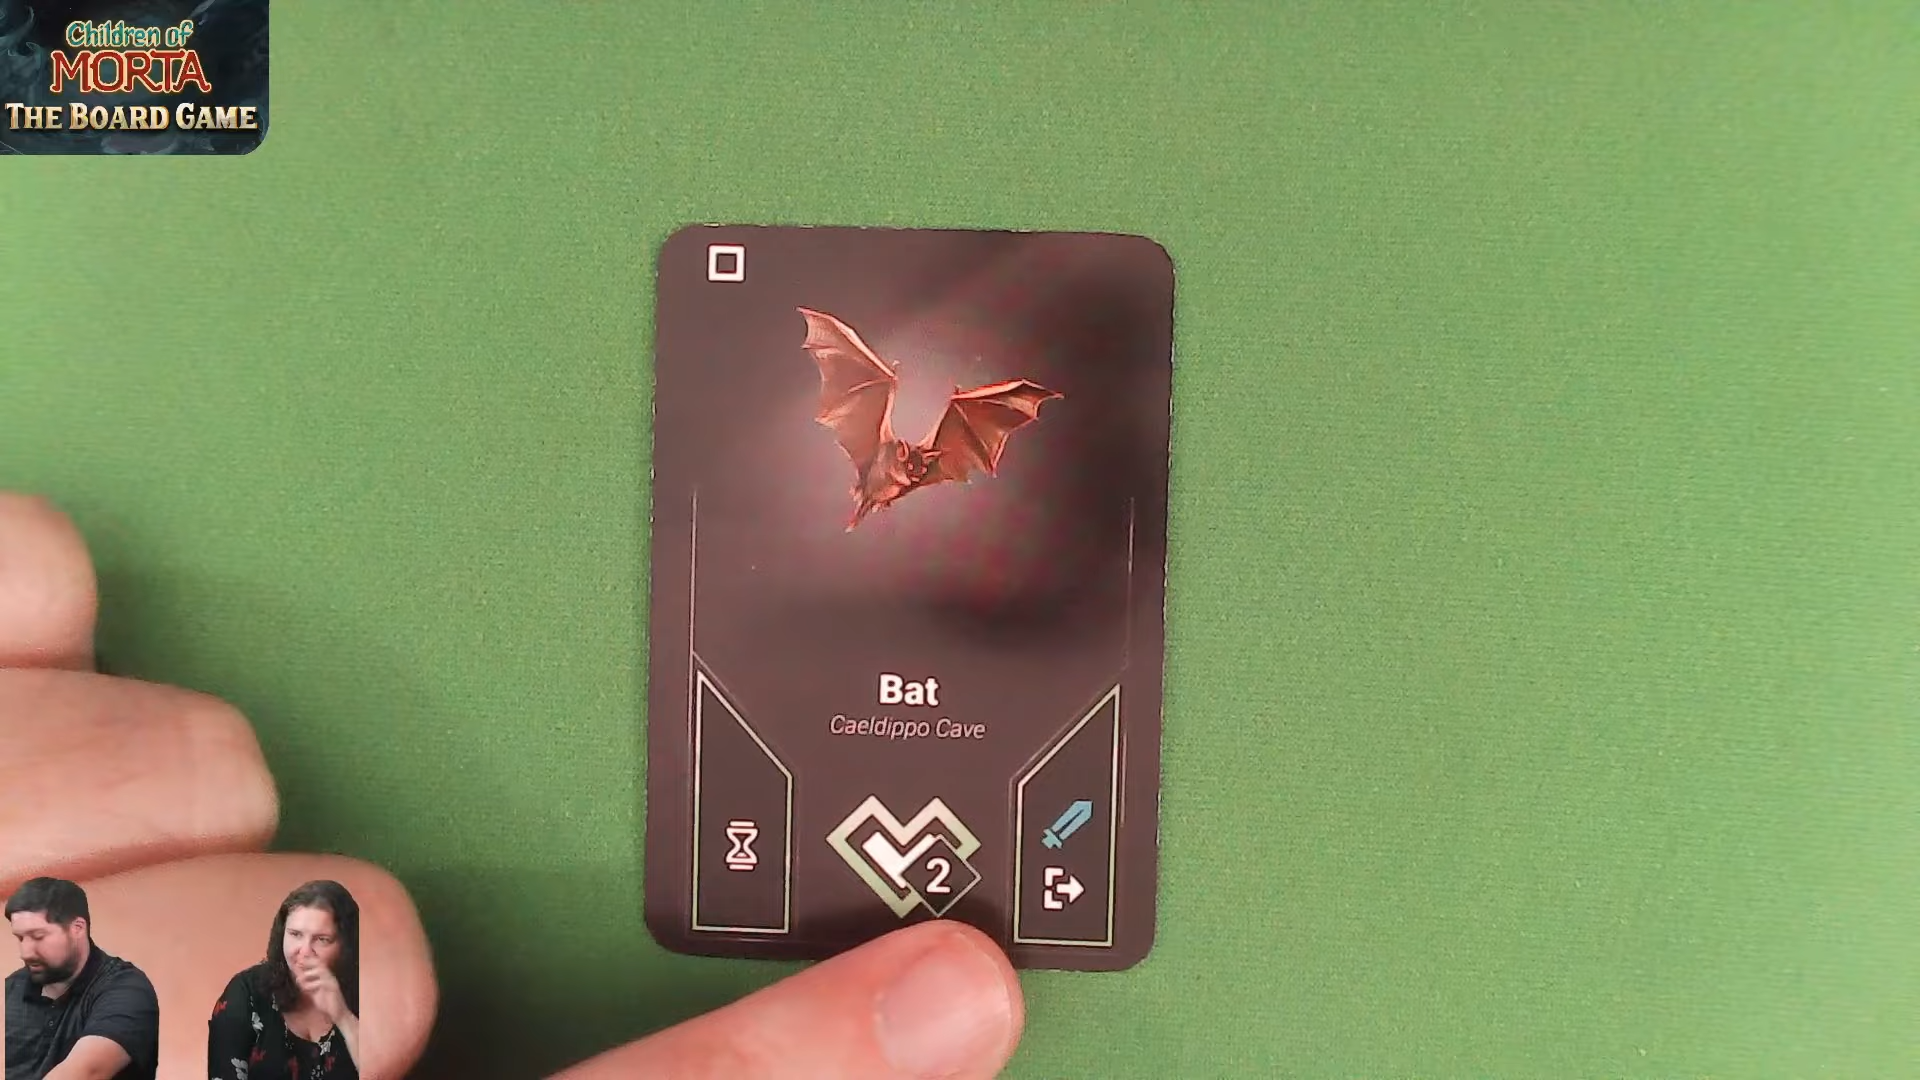 Children of
MORTA
THE BOARD GAME
Bat
Caeldippo Cave
2